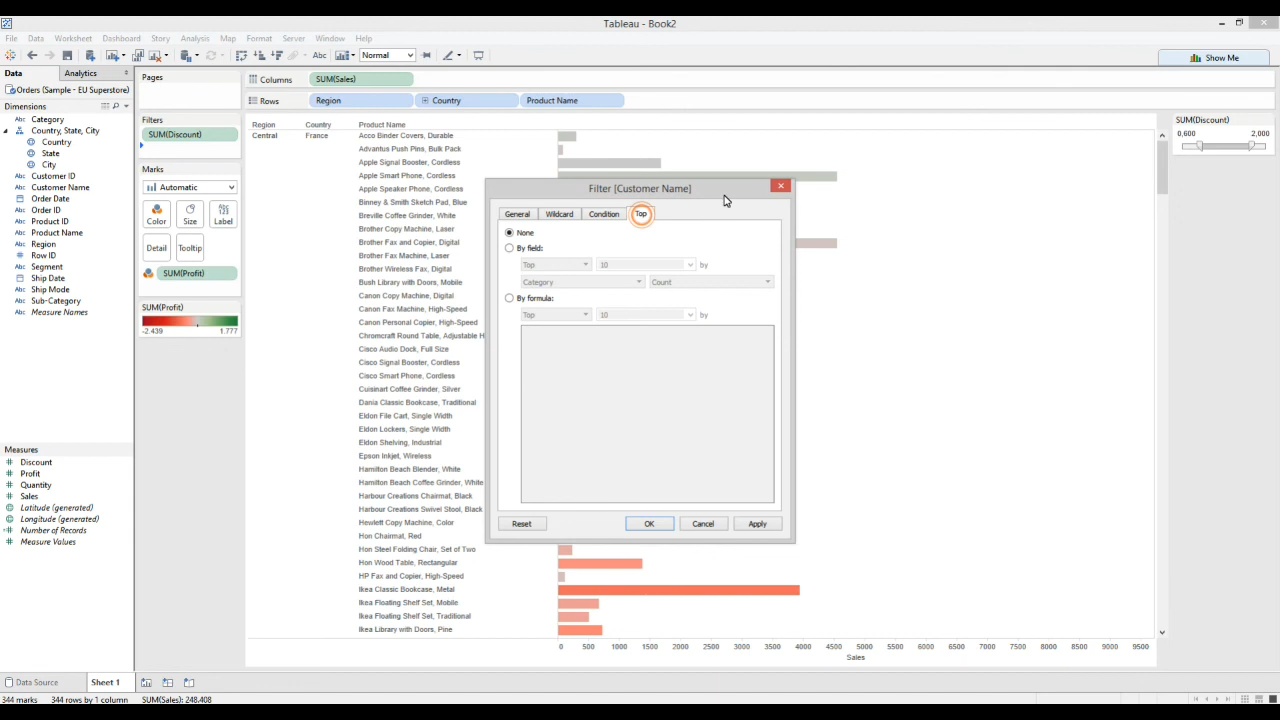 Tableau - Book2
File Data Worksheet Dashboard Story Analysis Map Format Server Window Help
Abc Normal Show Me
Data Analytics
Orders (Sample - EU Superstore)
Dimensions
Abc Category
Country, State, City
Country
State
City
Abc Customer ID
Abc Customer Name
Order Date
Abc Order ID
Abc Product ID
Abc Product Name
Abc Region
Abc Row ID
Abc Segment
Ship Date
Abc Ship Mode
Abc Sub-Category
Abc Measure Names
Measures
# Discount
# Profit
# Quantity
# Sales
Latitude (generated)
Longitude (generated)
Number of Records
# Measure Values
Pages
Filters
SUM(Discount)
Marks
Automatic
Color Size Label
Detail Tooltip
SUM(Profit)
SUM(Profit)
-2.439 1.777
Columns SUM(Sales)
Rows Region Country Product Name
Region Country Product Name
Central France Acco Binder Covers, Durable
Advantus Push Pins, Bulk Pack
Apple Signal Booster, Cordless
Apple Smart Phone, Cordless
Apple Speaker Phone, Cordless
Binney & Smith Sketch Pad, Blue
Breville Coffee Grinder, White
Brother Copy Machine, Laser
Brother Fax and Copier, Digital
Brother Fax Machine, Laser
Brother Wireless Fax, Digital
Bush Library with Doors, Mobile
Canon Copy Machine, Digital
Canon Fax Machine, High-Speed
Canon Personal Copier, High-Speed
Chromcraft Round Table, Adjustable H
Cisco Audio Dock, Full Size
Cisco Signal Booster, Cordless
Cisco Smart Phone, Cordless
Cuisinart Coffee Grinder, Silver
Dania Classic Bookcase, Traditional
Eldon File Cart, Single Width
Eldon Lockers, Single Width
Eldon Shelving, Industrial
Epson Inkjet, Wireless
Hamilton Beach Blender, White
Hamilton Beach Coffee Grinder, White
Harbour Creations Chairmat, Black
Harbour Creations Swivel Stool, Black
Hewlett Copy Machine, Color
Hon Chairmat, Red
Hon Steel Folding Chair, Set of Two
Hon Wood Table, Rectangular
HP Fax and Copier, High-Speed
Ikea Classic Bookcase, Metal
Ikea Floating Shelf Set, Mobile
Ikea Floating Shelf Set, Traditional
Ikea Library with Doors, Pine
0 500 1000 1500 2000 2500 3000 3500 4000 4500 5000 5500 6000 6500 7000 7500 8000 8500 9000 9500
Sales
Filter [Customer Name]
General Wildcard Condition Top
None
By field:
Top 10 by
Category Count
By formula:
Top 10 by
Reset OK Cancel Apply
SUM(Discount)
0,600 2,000
Data Source Sheet 1
344 marks 344 rows by 1 column SUM(Sales): 248.408